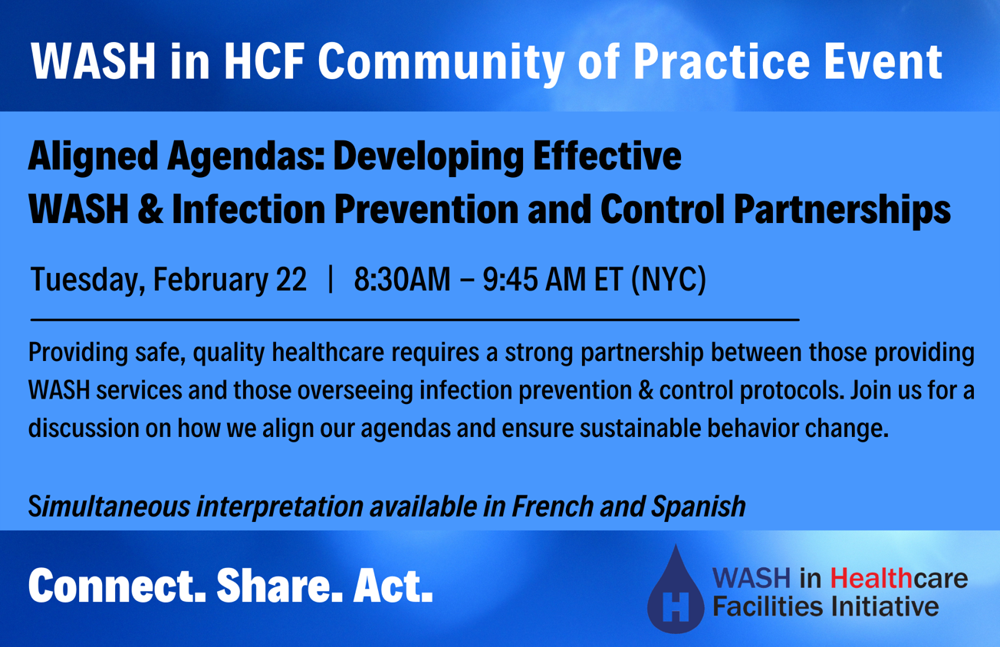 WASH in HCF Community of Practice Event
Aligned Agendas: Developing Effective
WASH & Infection Prevention and Control Partnerships
Tuesday, February 22 | 8:30AM – 9:45 AM ET (NYC)
Providing safe, quality healthcare requires a strong partnership between those providing
WASH services and those overseeing infection prevention & control protocols. Join us for a
discussion on how we align our agendas and ensure sustainable behavior change.
Simultaneous interpretation available in French and Spanish
Connect. Share. Act.
H
WASH in Healthcare
Facilities Initiative